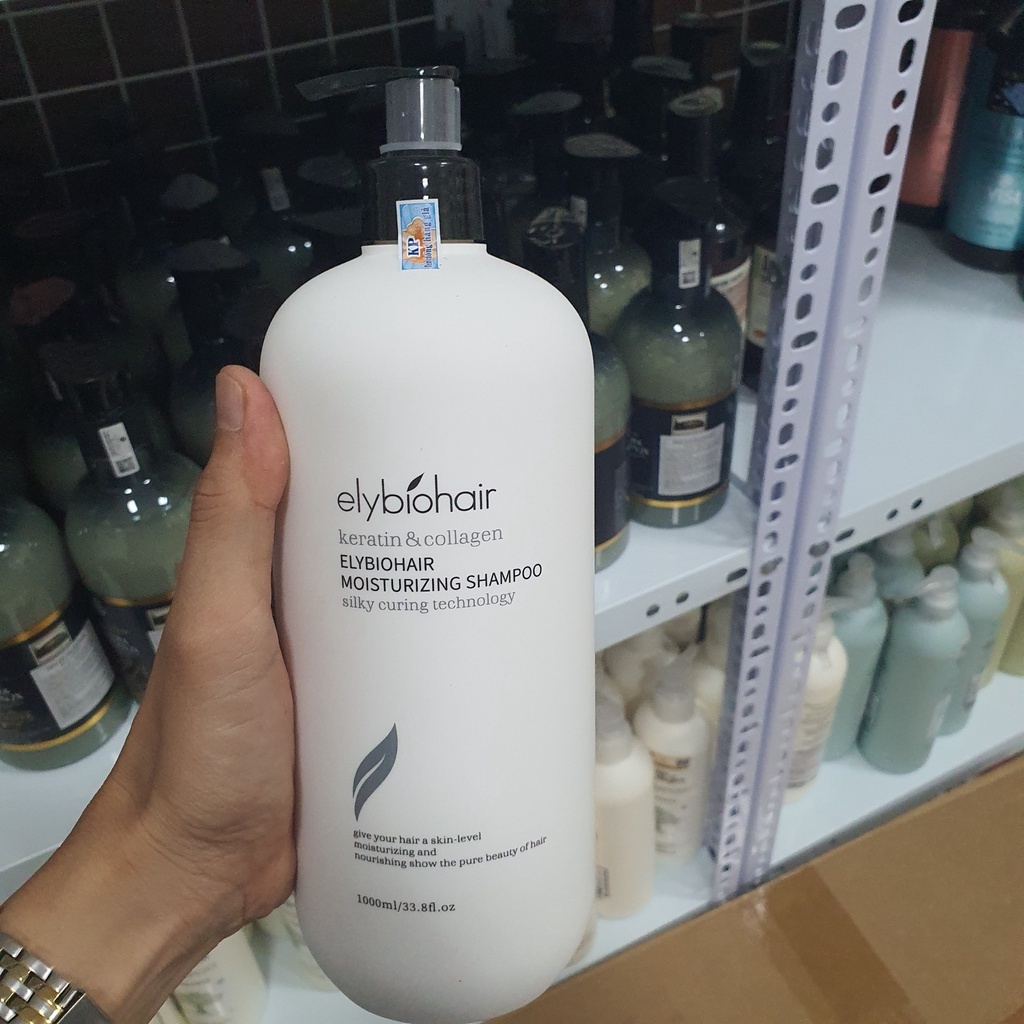 KP
elybiohair
keratin & collagen
ELYBIOHAIR
MOISTURIZING SHAMPOO
silky curing technology
give your hair a skin-level
moisturizing and
nourishing show the pure beauty of hair
1000ml/33.8fl.oz